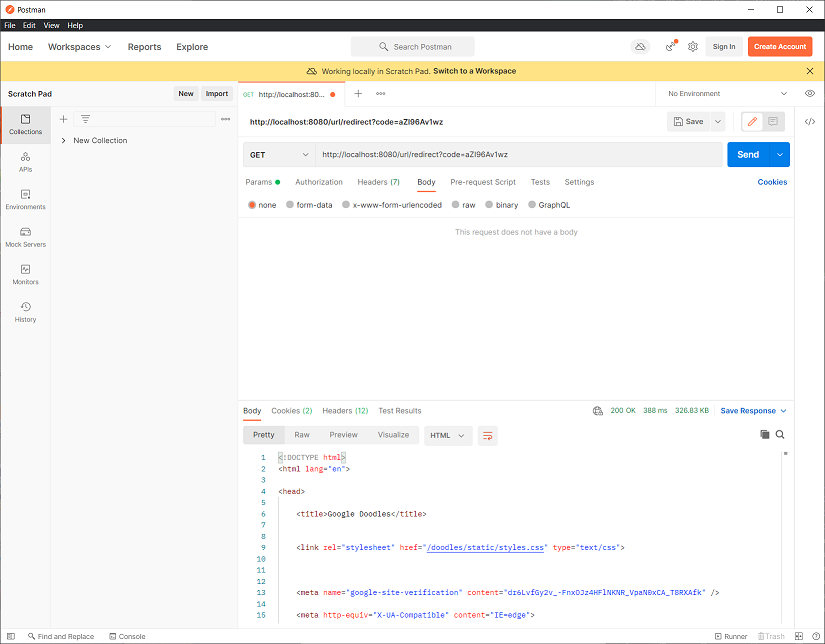 Postman
File Edit View Help
Home Workspaces Reports Explore Search Postman Sign In Create Account
Working locally in Scratch Pad. Switch to a Workspace
Scratch Pad New Import GET http://localhost:80... No Environment
Collections
New Collection
APIs
Environments
Mock Servers
Monitors
History
http://localhost:8080/url/redirect?code=aZI96Av1wz Save
GET http://localhost:8080/url/redirect?code=aZI96Av1wz Send
Params Authorization Headers (7) Body Pre-request Script Tests Settings Cookies
none form-data x-www-form-urlencoded raw binary GraphQL
This request does not have a body
Body Cookies (2) Headers (12) Test Results 200 OK 388 ms 326.83 KB Save Response
Pretty Raw Preview Visualize HTML
1 <!DOCTYPE html>
2 <html lang="en">
3
4 <head>
5
6 <title>Google Doodles</title>
7
8
9 <link rel="stylesheet" href="/doodles/static/styles.css" type="text/css">
10
11
12
13 <meta name="google-site-verification" content="dr6LvfGy2v_-FnxOJz4HFlNKNR_VpaN0xCA_T8RXAfk" />
14
15 <meta http-equiv="X-UA-Compatible" content="IE=edge">
Find and Replace Console Runner Trash